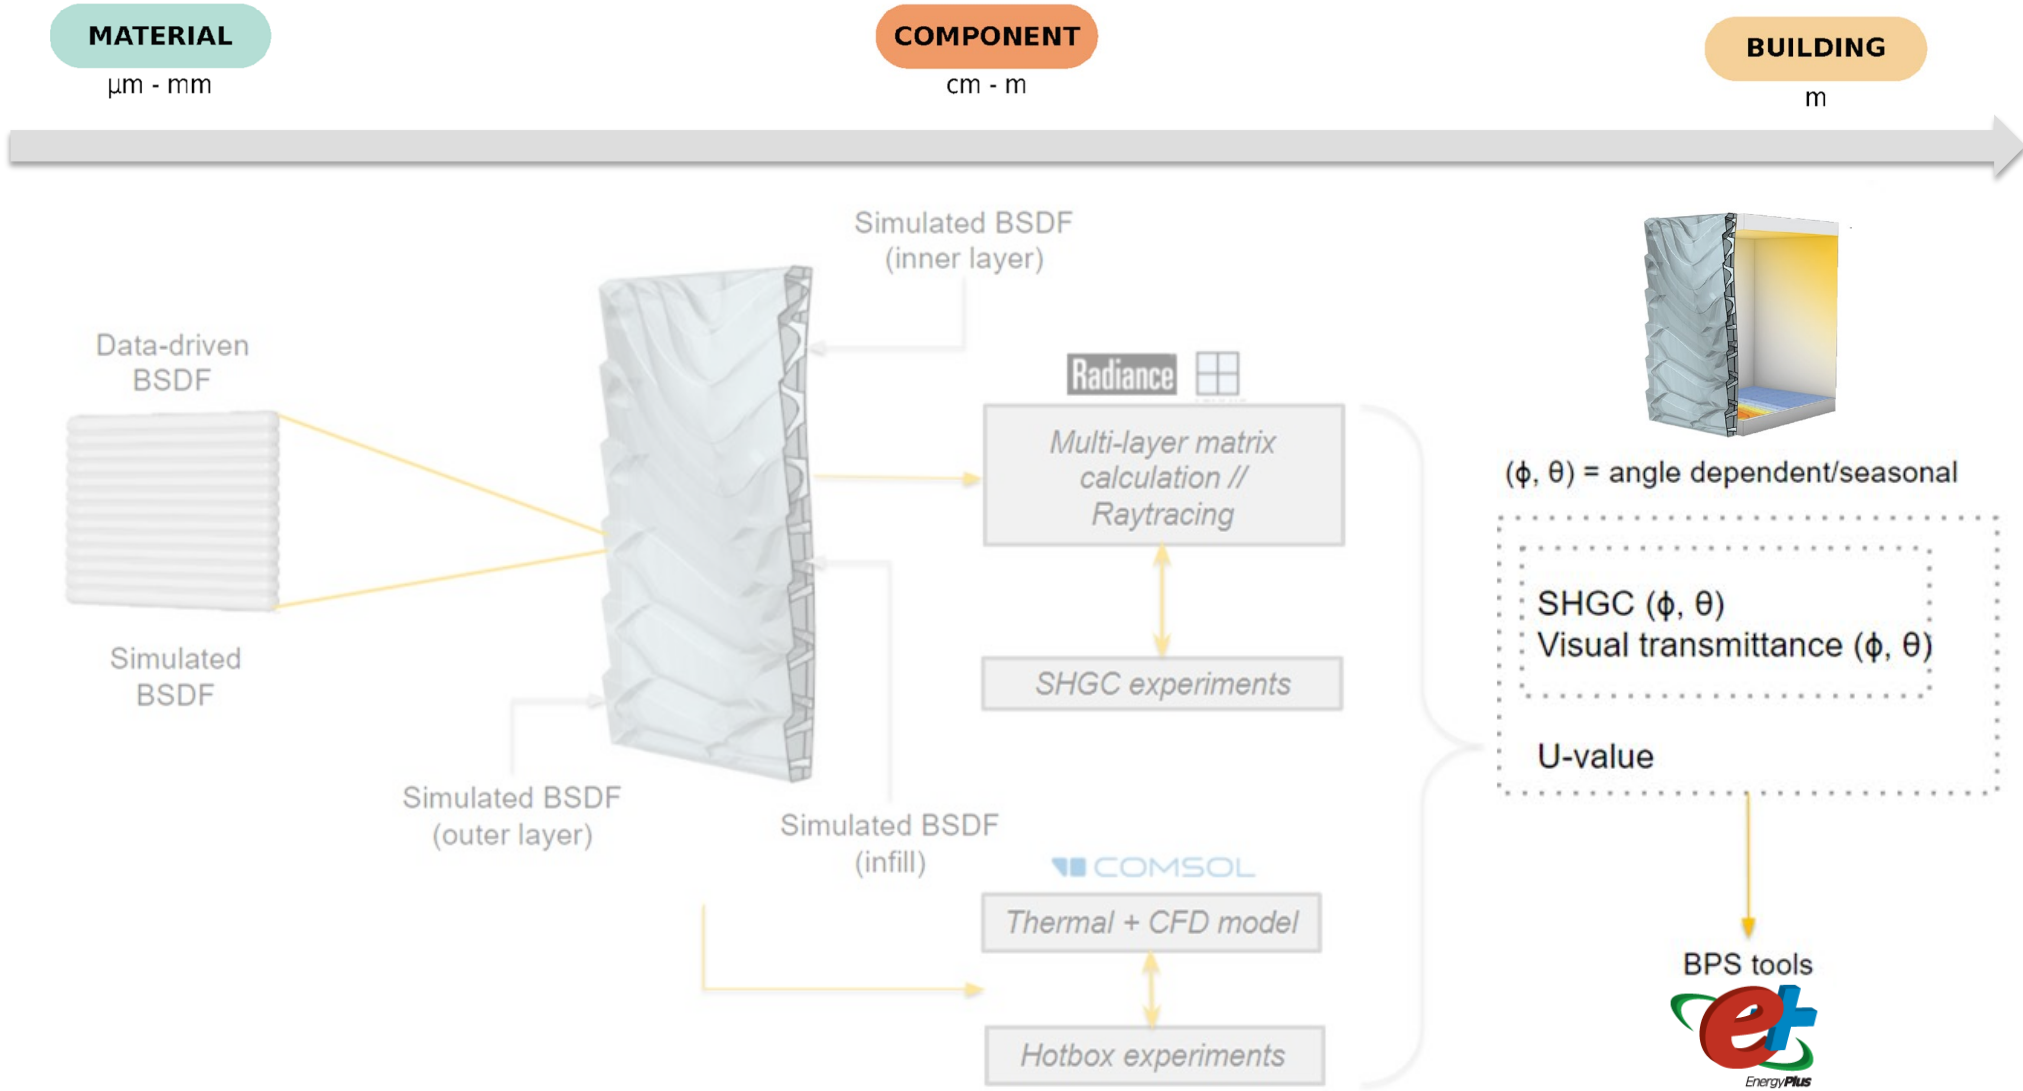 MATERIAL
µm - mm
COMPONENT
cm - m
BUILDING
m
Simulated BSDF
(inner layer)
Data-driven
BSDF
Simulated
BSDF
Simulated BSDF
(outer layer)
Simulated BSDF
(infill)
Radiance
Multi-layer matrix
calculation //
Raytracing
SHGC experiments
COMSOL
Thermal + CFD model
Hotbox experiments
(ϕ, θ) = angle dependent/seasonal
SHGC (ϕ, θ)
Visual transmittance (ϕ, θ)
U-value
BPS tools
e+
EnergyPlus